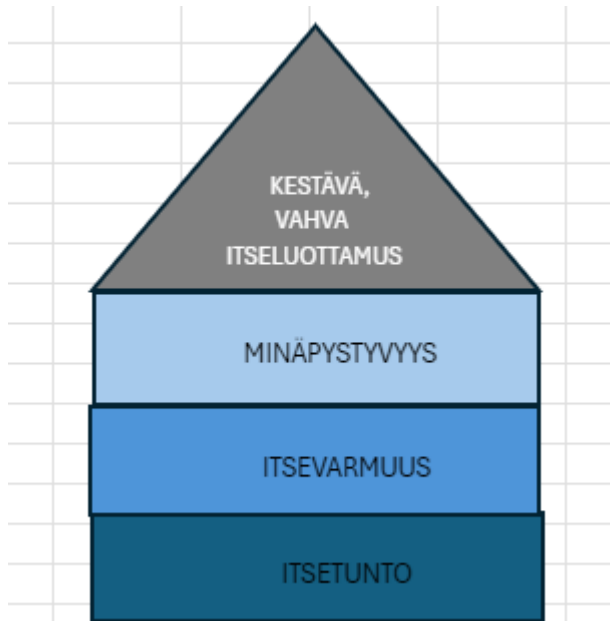 KESTÄVÄ,
VAHVA
ITSELUOTTAMUS
MINÄPYSTYVYYS
ITSEVARMUUS
ITSETUNTO